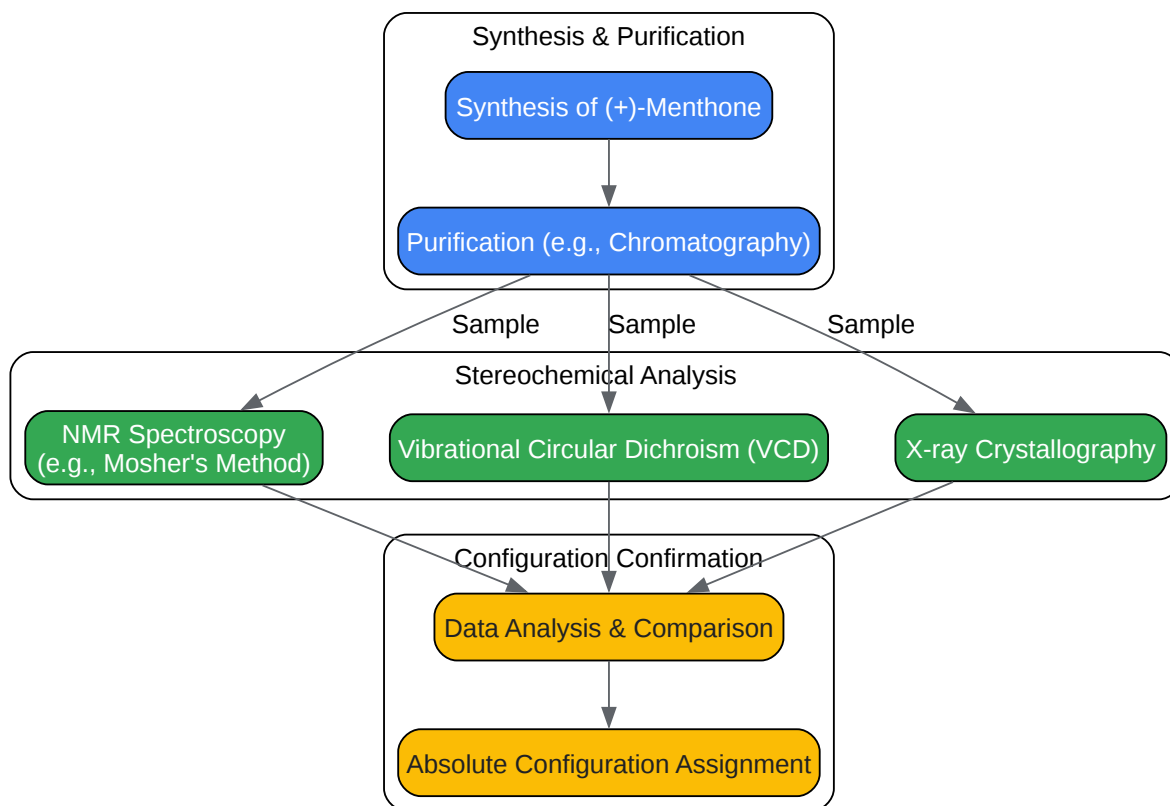 Synthesis & Purification
Synthesis of (+)-Menthone
Purification (e.g., Chromatography)
Sample
Sample
Sample
Stereochemical Analysis
NMR Spectroscopy
(e.g., Mosher's Method)
Vibrational Circular Dichroism (VCD)
X-ray Crystallography
Configuration Confirmation
Data Analysis & Comparison
Absolute Configuration Assignment